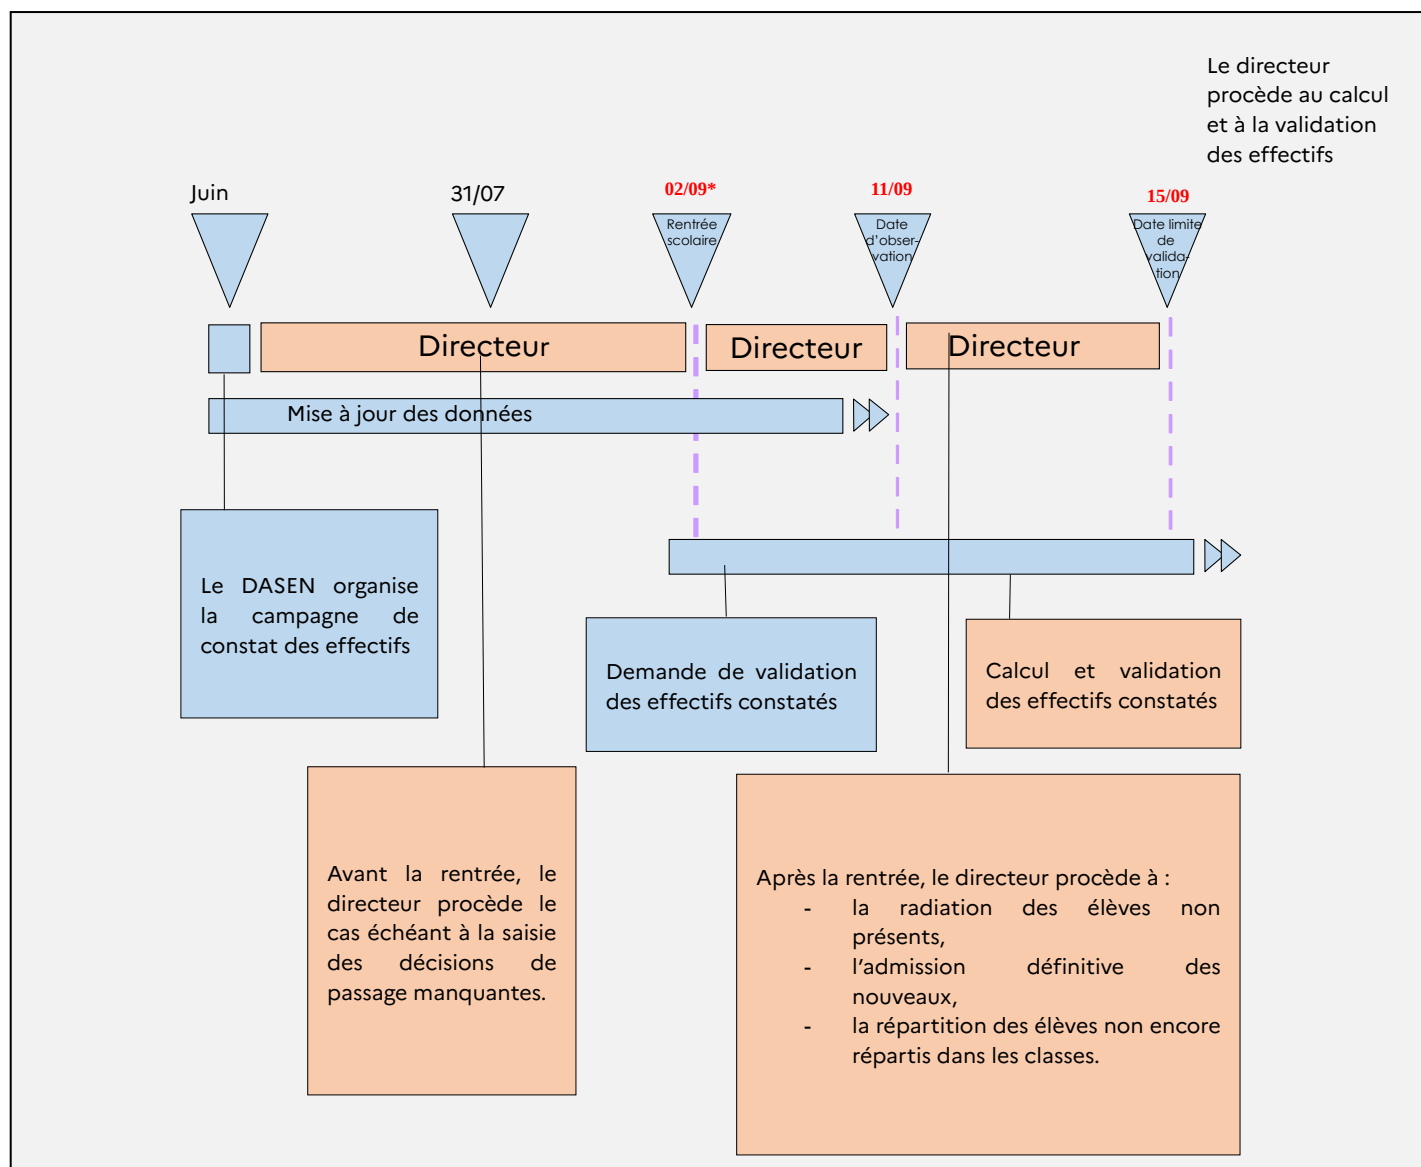 Le directeur
procède au calcul
et à la validation
des effectifs
Juin
31/07
02/09*
11/09
15/09
Rentrée
scolaire
Date
d'obser-
vation
Date limite
de
valida-
tion
Directeur
Directeur
Directeur
Mise à jour des données
Le DASEN organise
la campagne de
constat des effectifs
Demande de validation
des effectifs constatés
Calcul et validation
des effectifs constatés
Avant la rentrée, le
directeur procède le
cas échéant à la saisie
des décisions de
passage manquantes.
Après la rentrée, le directeur procède à :
- la radiation des élèves non
présents,
- l'admission définitive des
nouveaux,
- la répartition des élèves non encore
répartis dans les classes.